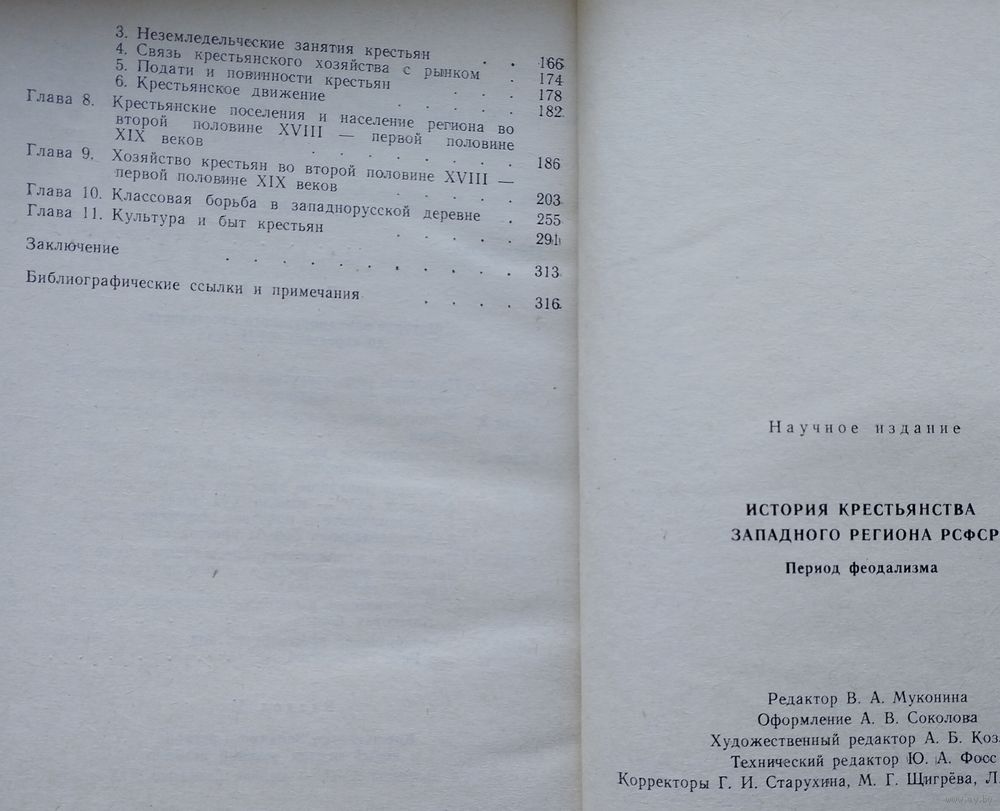 3. Неземледельческие занятия крестьян . . 166
4. Связь крестьянского хозяйства с рынком . 174
5. Подати и повинности крестьян . . . 178
6. Крестьянское движение . . . . 182
Глава 8. Крестьянские поселения и население региона во
второй половине XVIII — первой половине
XIX веков . . . . . . . . 186
Глава 9. Хозяйство крестьян во второй половине XVIII —
первой половине XIX веков . . . . 203
Глава 10. Классовая борьба в западнорусской деревне . 255
Глава 11. Культура и быт крестьян . . . . . 291
Заключение . . . . . . . . . . . 313
Библиографические ссылки и примечания . . . . 316
Научное издание
ИСТОРИЯ КРЕСТЬЯНСТВА
ЗАПАДНОГО РЕГИОНА РСФСР
Период феодализма
Редактор В. А. Муконина
Оформление А. В. Соколова
Художественный редактор А. Б.
Технический редактор Ю. А. Фосс
Корректоры Г. И. Старухина, М. Г. Щигрёва, Л.